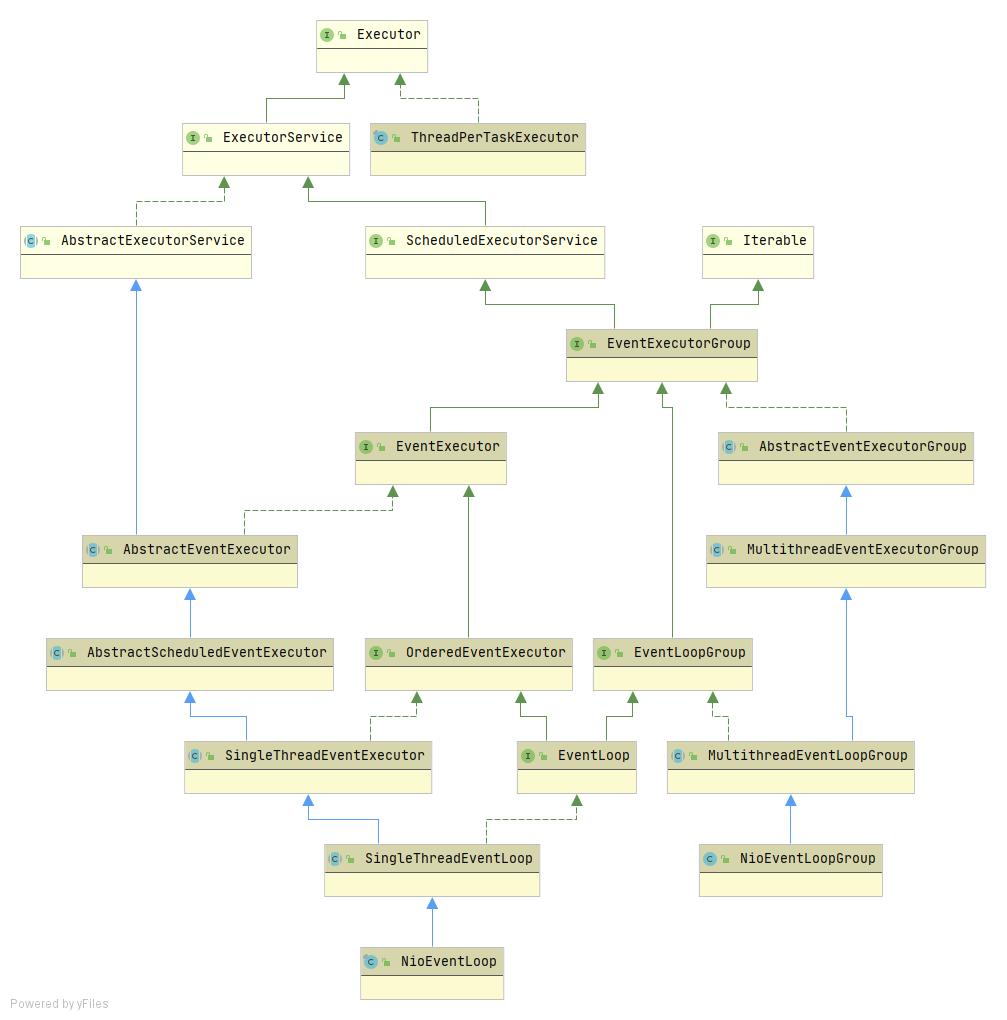 Executor
ExecutorService
ThreadPerTaskExecutor
AbstractExecutorService
ScheduledExecutorService
Iterable
EventExecutorGroup
EventExecutor
AbstractEventExecutorGroup
AbstractEventExecutor
MultithreadEventExecutorGroup
AbstractScheduledEventExecutor
OrderedEventExecutor
EventLoopGroup
SingleThreadEventExecutor
EventLoop
MultithreadEventLoopGroup
SingleThreadEventLoop
NioEventLoopGroup
NioEventLoop
Powered by yFiles